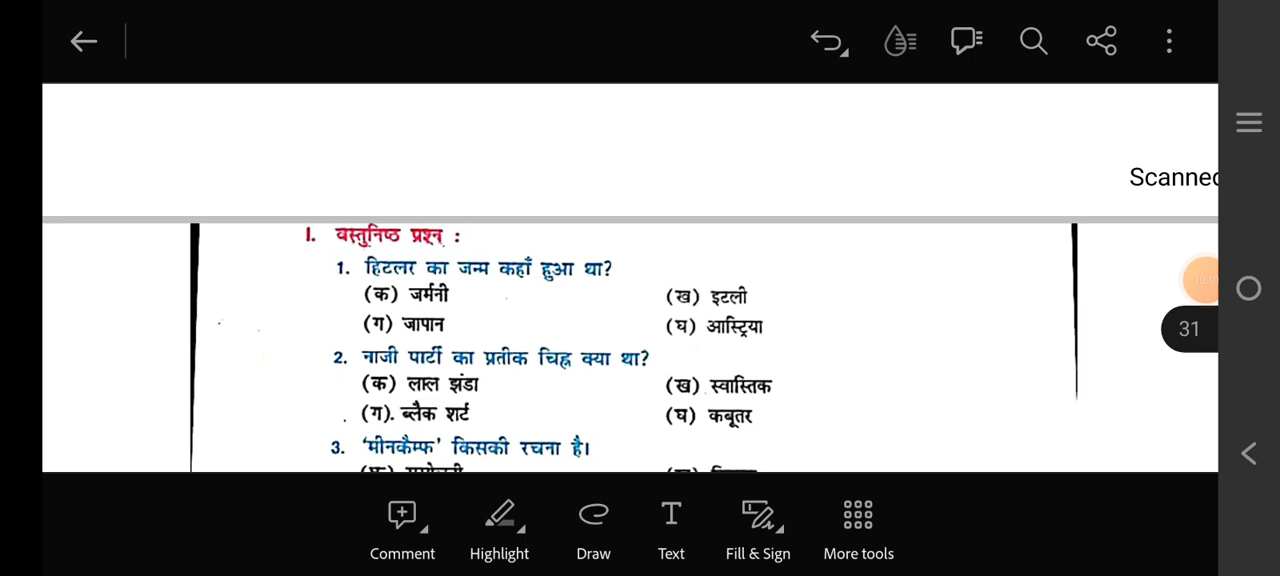 Scanned
I. वस्तुनिष्ठ प्रश्न :
1. हिटलर का जन्म कहाँ हुआ था?
(क) जर्मनी (ख) इटली
(ग) जापान (घ) आस्ट्रिया
31
2. नाजी पार्टी का प्रतीक चिह्न क्या था?
(क) लाल झंडा (ख) स्वास्तिक
(ग). ब्लैक शर्ट (घ) कबूतर
3. 'मीनकैम्फ' किसकी रचना है।
Comment Highlight Draw Text Fill & Sign More tools